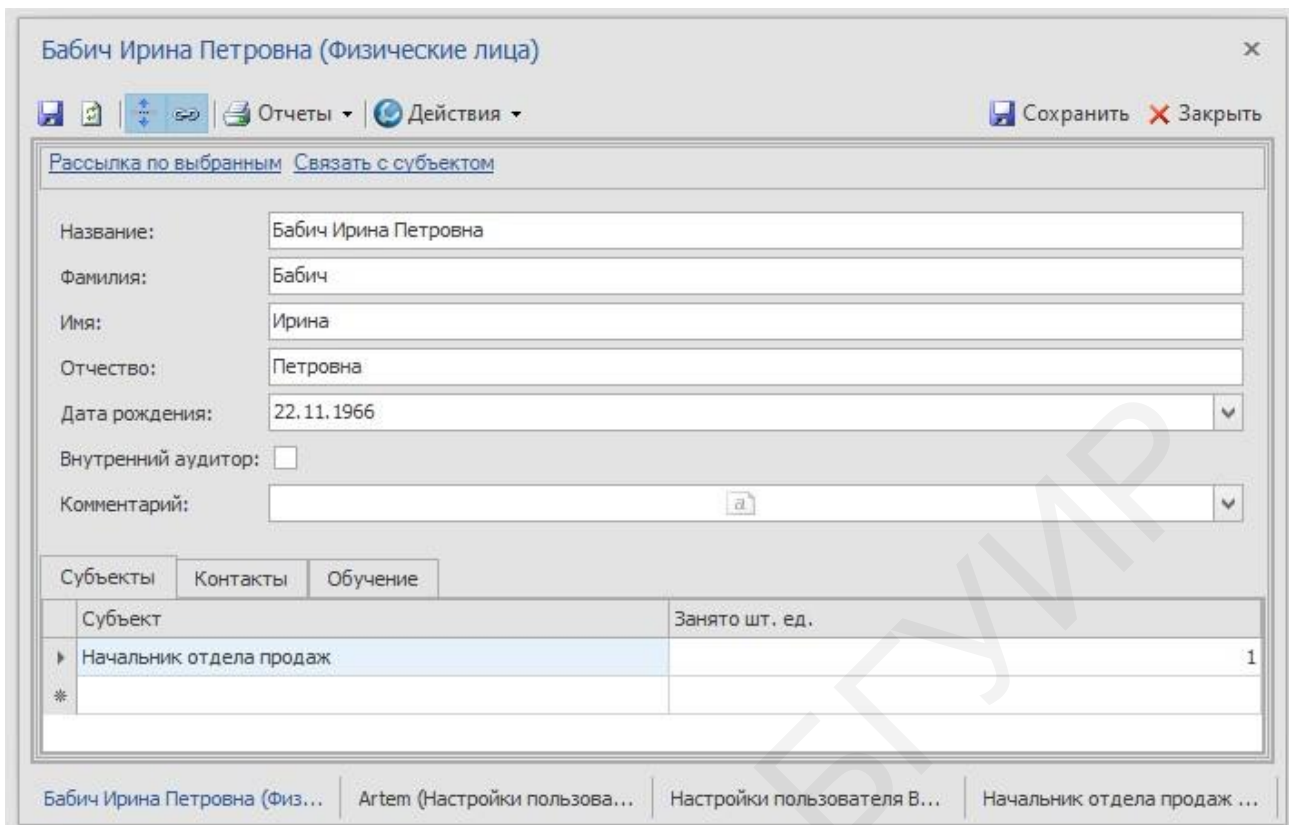 Бабич Ирина Петровна (Физические лица)
Отчеты Действия Сохранить Закрыть
Рассылка по выбранным Связать с субъектом
Название: Бабич Ирина Петровна
Фамилия: Бабич
Имя: Ирина
Отчество: Петровна
Дата рождения: 22.11.1966
Внутренний аудитор:
Комментарий: a
Субъекты Контакты Обучение
Субъект Занято шт. ед.
Начальник отдела продаж 1
Бабич Ирина Петровна (Физ... Artem (Настройки пользова... Настройки пользователя В... Начальник отдела продаж ...
БГУИР